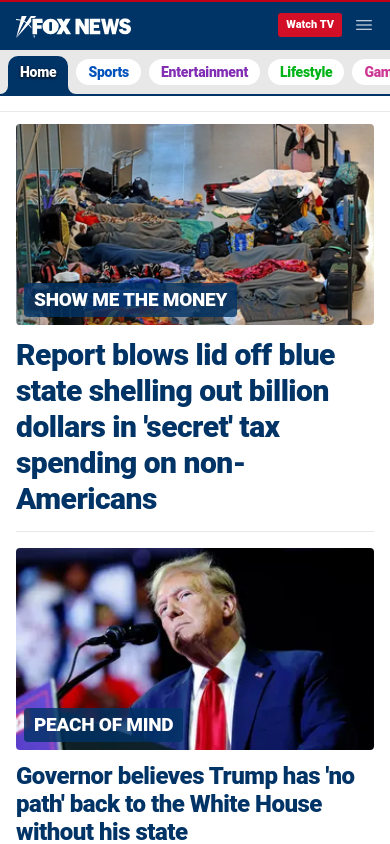 FOX NEWS
Watch TV
Home
Sports
Entertainment
Lifestyle
Gam
SHOW ME THE MONEY
Report blows lid off blue
state shelling out billion
dollars in 'secret' tax
spending on non-
Americans
PEACH OF MIND
Governor believes Trump has 'no
path' back to the White House
without his state